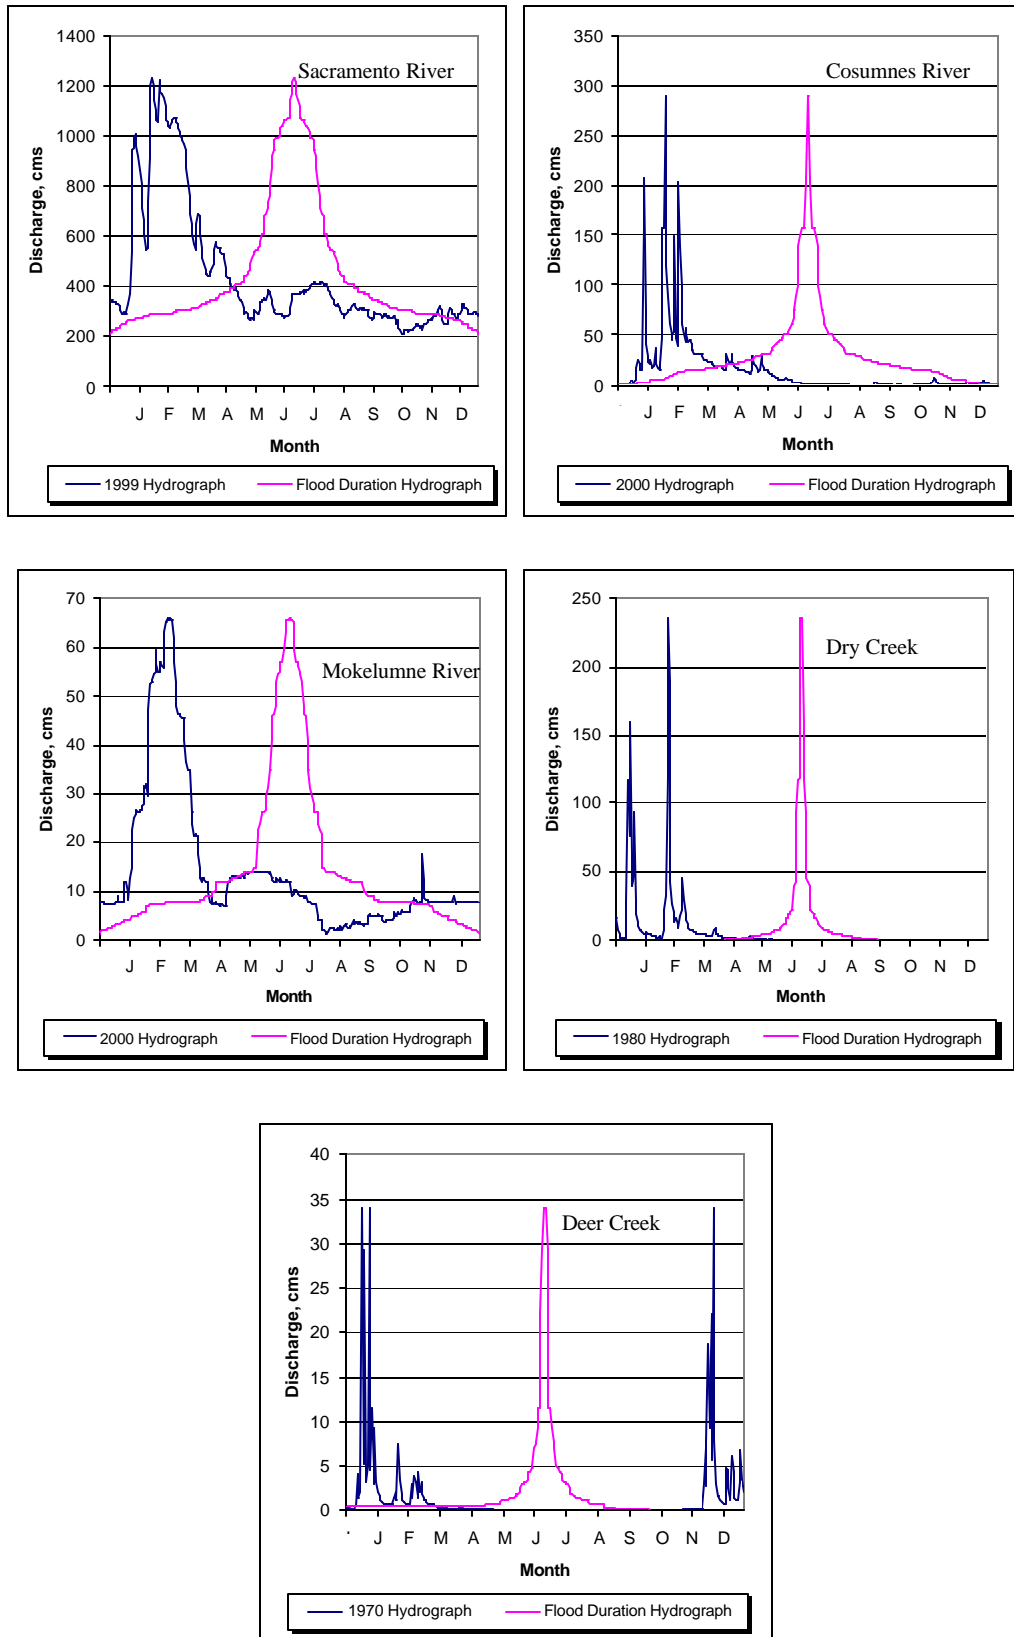 1400
1200
1000
800
600
400
200
0
Discharge, cms
Sacramento River
J F M A M J J A S O N D
Month
1999 Hydrograph Flood Duration Hydrograph
350
300
250
200
150
100
50
0
Discharge, cms
Cosumnes River
J F M A M J J A S O N D
Month
2000 Hydrograph Flood Duration Hydrograph
70
60
50
40
30
20
10
0
Discharge, cms
Mokelumne River
J F M A M J J A S O N D
Month
2000 Hydrograph Flood Duration Hydrograph
250
200
150
100
50
0
Discharge, cms
Dry Creek
J F M A M J J A S O N D
Month
1980 Hydrograph Flood Duration Hydrograph
40
35
30
25
20
15
10
5
0
Discharge, cms
Deer Creek
J F M A M J J A S O N D
Month
1970 Hydrograph Flood Duration Hydrograph